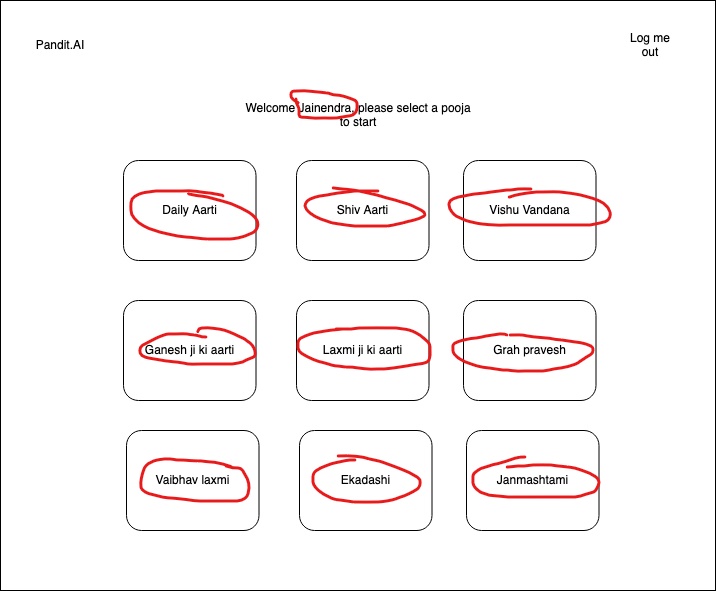 Pandit.AI
Log me
out
Welcome Jainendra, please select a pooja
to start
Daily Aarti
Shiv Aarti
Vishu Vandana
Ganesh ji ki aarti
Laxmi ji ki aarti
Grah pravesh
Vaibhav laxmi
Ekadashi
Janmashtami